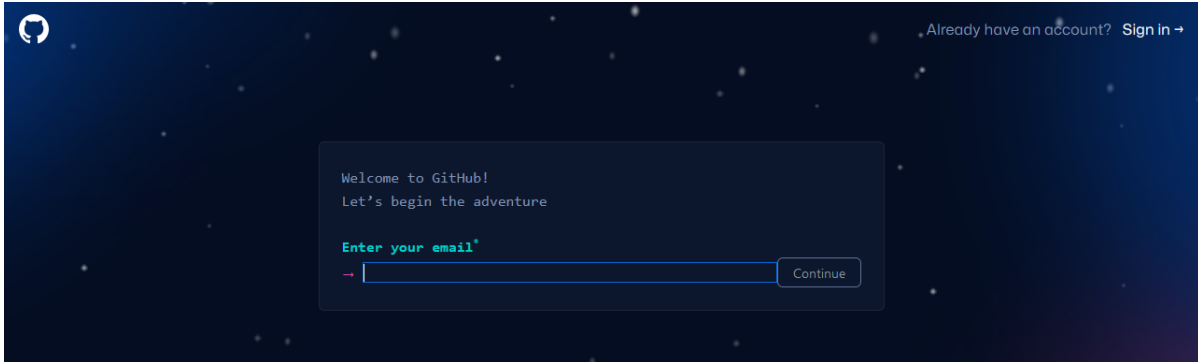 Already have an account? Sign in →
Welcome to GitHub!
Let’s begin the adventure
Enter your email*
→
Continue